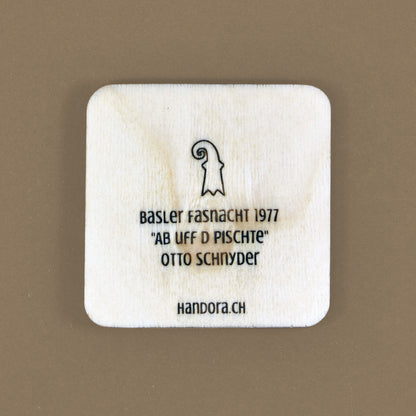 Basler Fasnacht 1977
"Ab uff d Pischte"
Otto Schnyder
Handora.ch